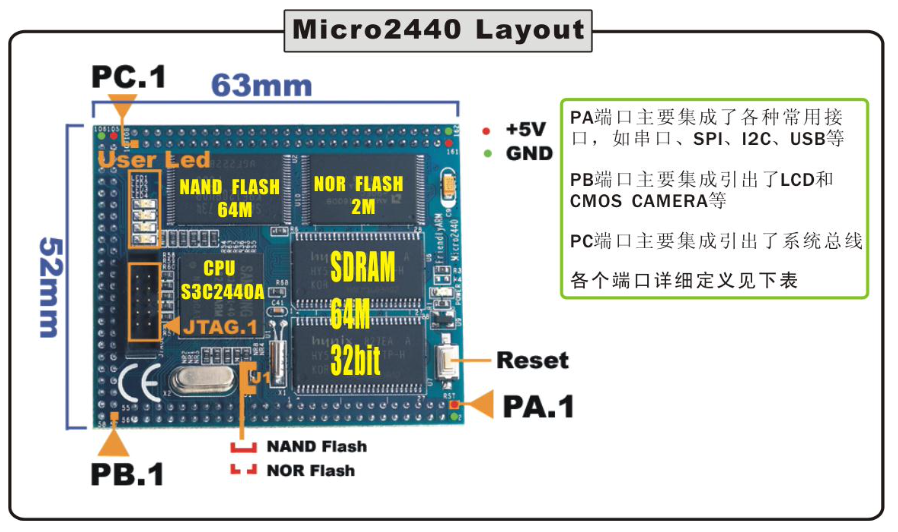 Micro2440 Layout
PC.1
63mm
+5V
GND
PA端口主要集成了各种常用接
口，如串口、SPI、I2C、USB等
PB端口主要集成引出了LCD和
CMOS CAMERA等
PC端口主要集成引出了系统总线
各个端口详细定义见下表
User Led
NAND FLASH
64M
NOR FLASH
2M
52mm
CPU
S3C2440A
SDRAM
64M
32bit
FriendlyARM
Micro2440
JTAG.1
CE
Reset
RST
PA.1
PB.1
NAND Flash
NOR Flash